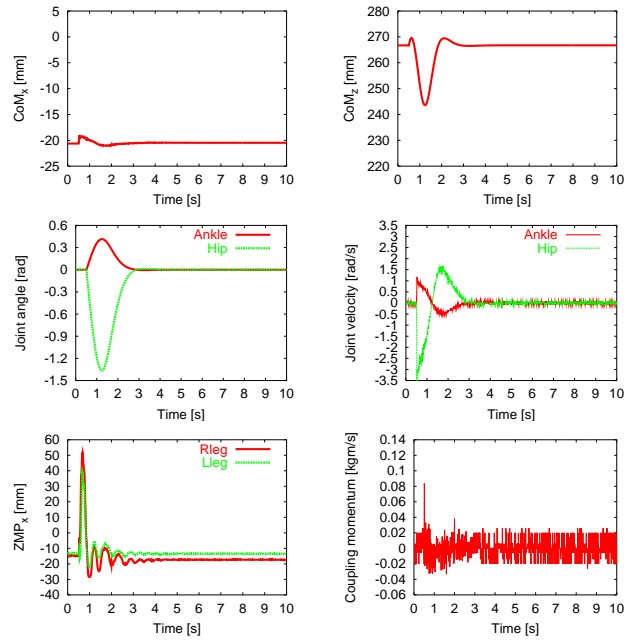 CoM_x [mm]
5
0
-5
-10
-15
-20
-25
0 1 2 3 4 5 6 7 8 9 10
Time [s]
CoM_z [mm]
280
270
260
250
240
230
220
0 1 2 3 4 5 6 7 8 9 10
Time [s]
Joint angle [rad]
0.6
0.3
0
-0.3
-0.6
-0.9
-1.2
-1.5
Ankle
Hip
0 1 2 3 4 5 6 7 8 9 10
Time [s]
Joint velocity [rad/s]
3.5
3
2.5
2
1.5
1
0.5
0
-0.5
-1
-1.5
-2
-2.5
-3
-3.5
Ankle
Hip
0 1 2 3 4 5 6 7 8 9 10
Time [s]
ZMP_x [mm]
60
50
40
30
20
10
0
-10
-20
-30
-40
Rleg
Lleg
0 1 2 3 4 5 6 7 8 9 10
Time [s]
Coupling momentum [kgm/s]
0.14
0.12
0.1
0.08
0.06
0.04
0.02
0
-0.02
-0.04
-0.06
0 1 2 3 4 5 6 7 8 9 10
Time [s]